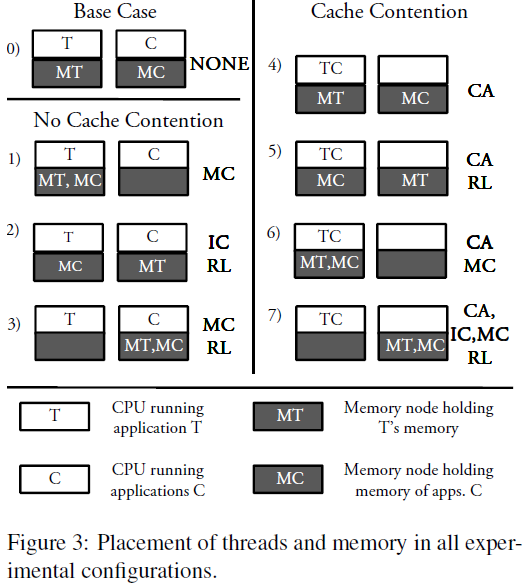 Base Case
0)
T
C
MT
MC
NONE
No Cache Contention
1)
T
C
MT, MC
MC
2)
T
C
IC
MC
MT
RL
3)
T
C
MC
MT,MC
RL
Cache Contention
4)
TC
MT
MC
CA
5)
TC
CA
MC
MT
RL
6)
TC
CA
MT,MC
MC
7)
TC
CA,
IC,MC
MT,MC
RL
T
CPU running
application T
MT
Memory node holding
T's memory
C
CPU running
applications C
MC
Memory node holding
memory of apps. C
Figure 3: Placement of threads and memory in all exper-
imental configurations.